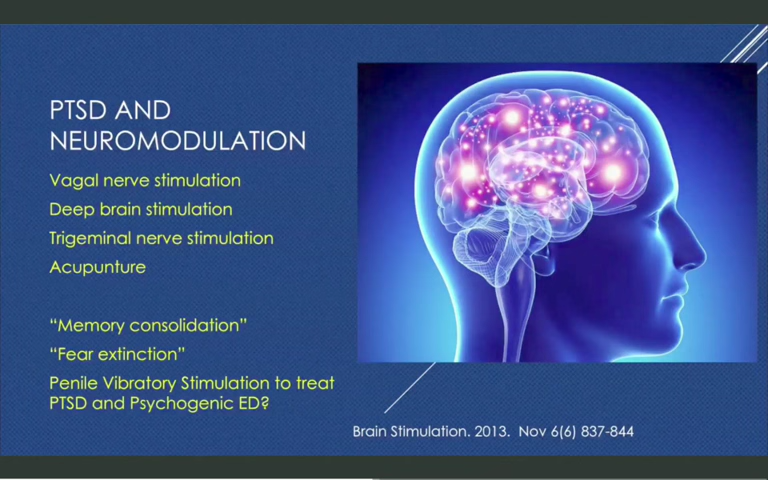 PTSD AND
NEUROMODULATION
Vagal nerve stimulation
Deep brain stimulation
Trigeminal nerve stimulation
Acupunture
“Memory consolidation”
“Fear extinction”
Penile Vibratory Stimulation to treat
PTSD and Psychogenic ED?
Brain Stimulation. 2013.  Nov 6(6) 837-844